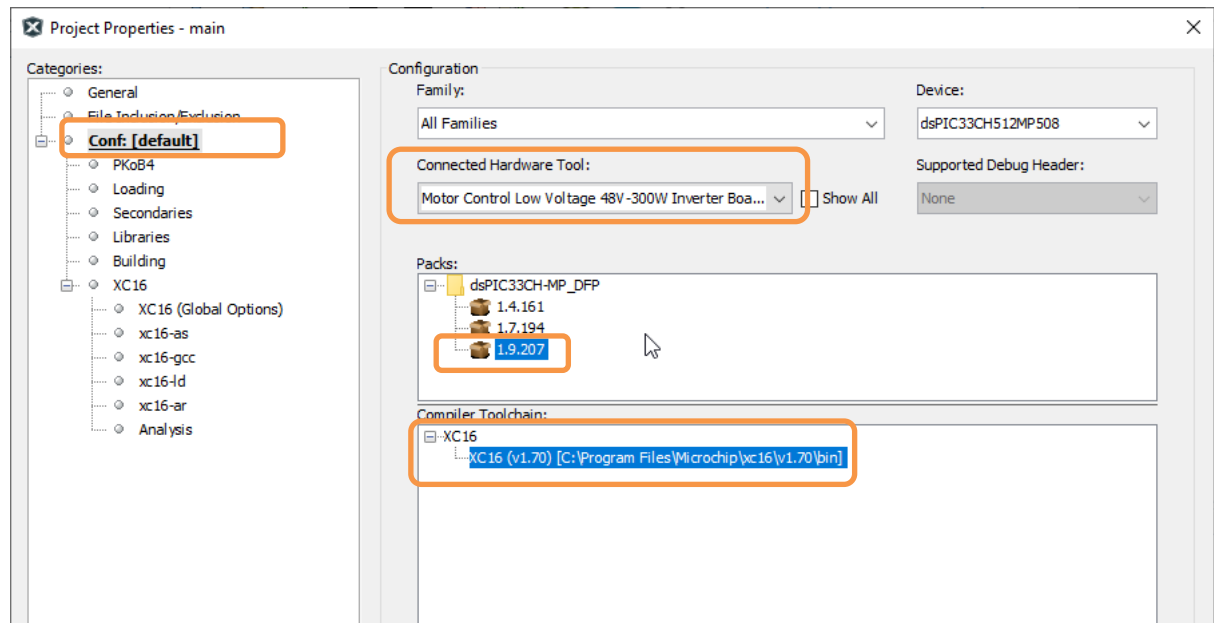 Project Properties - main
Categories:
General
File Inclusion/Exclusion
Conf: [default]
PKoB4
Loading
Secondaries
Libraries
Building
XC16
XC16 (Global Options)
xc16-as
xc16-gcc
xc16-ld
xc16-ar
Analysis
Configuration
Family:
Device:
All Families
dsPIC33CH512MP508
Connected Hardware Tool:
Supported Debug Header:
Motor Control Low Voltage 48V-300W Inverter Boa...
Show All
None
Packs:
dsPIC33CH-MP_DFP
1.4.161
1.7.194
1.9.207
Compiler Toolchain:
XC16
XC16 (v1.70) [C:\Program Files\Microchip\xc16\v1.70\bin]